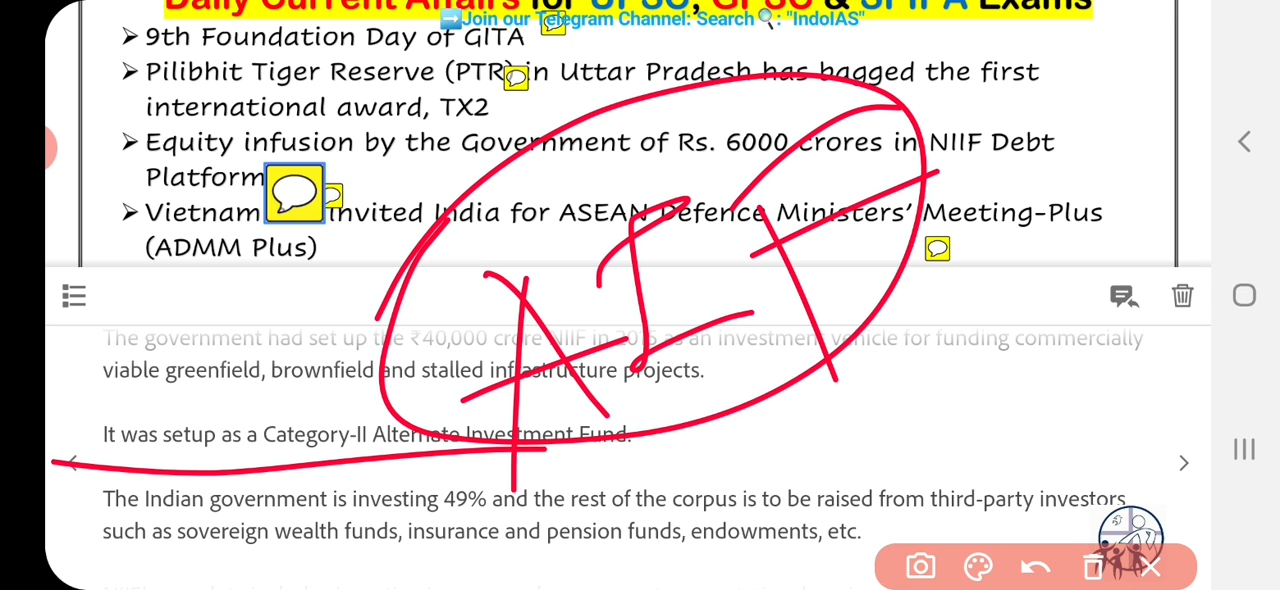 Daily Current Affairs for UPSC, GPSC & SPIPA Exams
➡️Join our Telegram Channel: Search🔍: "IndoIAS"
➤ 9th Foundation Day of GITA
➤ Pilibhit Tiger Reserve (PTR) in Uttar Pradesh has bagged the first
international award, TX2
➤ Equity infusion by the Government of Rs. 6000 crores in NIIF Debt
Platform
➤ Vietnam invited India for ASEAN Defence Ministers' Meeting-Plus
(ADMM Plus)
The government had set up the ₹40,000 crore NIIF in 2015 as an investment vehicle for funding commercially
viable greenfield, brownfield and stalled infrastructure projects.
It was setup as a Category-II Alternate Investment Fund.
AIF
The Indian government is investing 49% and the rest of the corpus is to be raised from third-party investors
such as sovereign wealth funds, insurance and pension funds, endowments, etc.